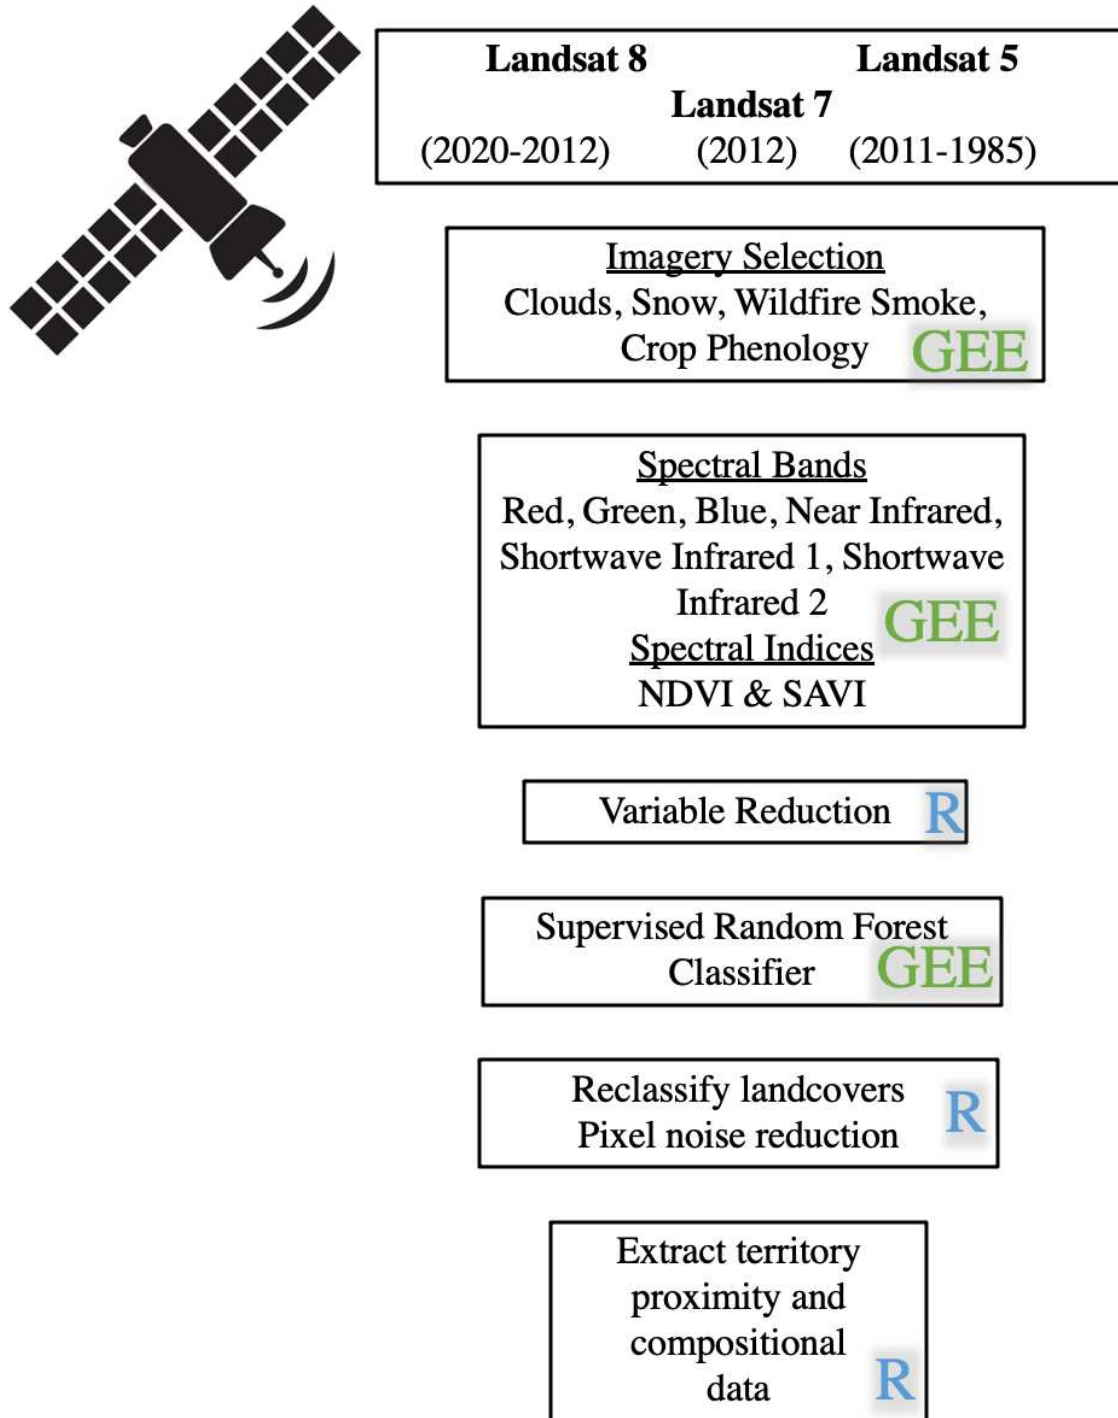 Landsat 8 Landsat 5
Landsat 7
(2020-2012) (2012) (2011-1985)
Imagery Selection
Clouds, Snow, Wildfire Smoke,
Crop Phenology GEE
Spectral Bands
Red, Green, Blue, Near Infrared,
Shortwave Infrared 1, Shortwave
Infrared 2 GEE
Spectral Indices
NDVI & SAVI
Variable Reduction R
Supervised Random Forest
Classifier GEE
Reclassify landcovers
Pixel noise reduction R
Extract territory
proximity and
compositional
data R